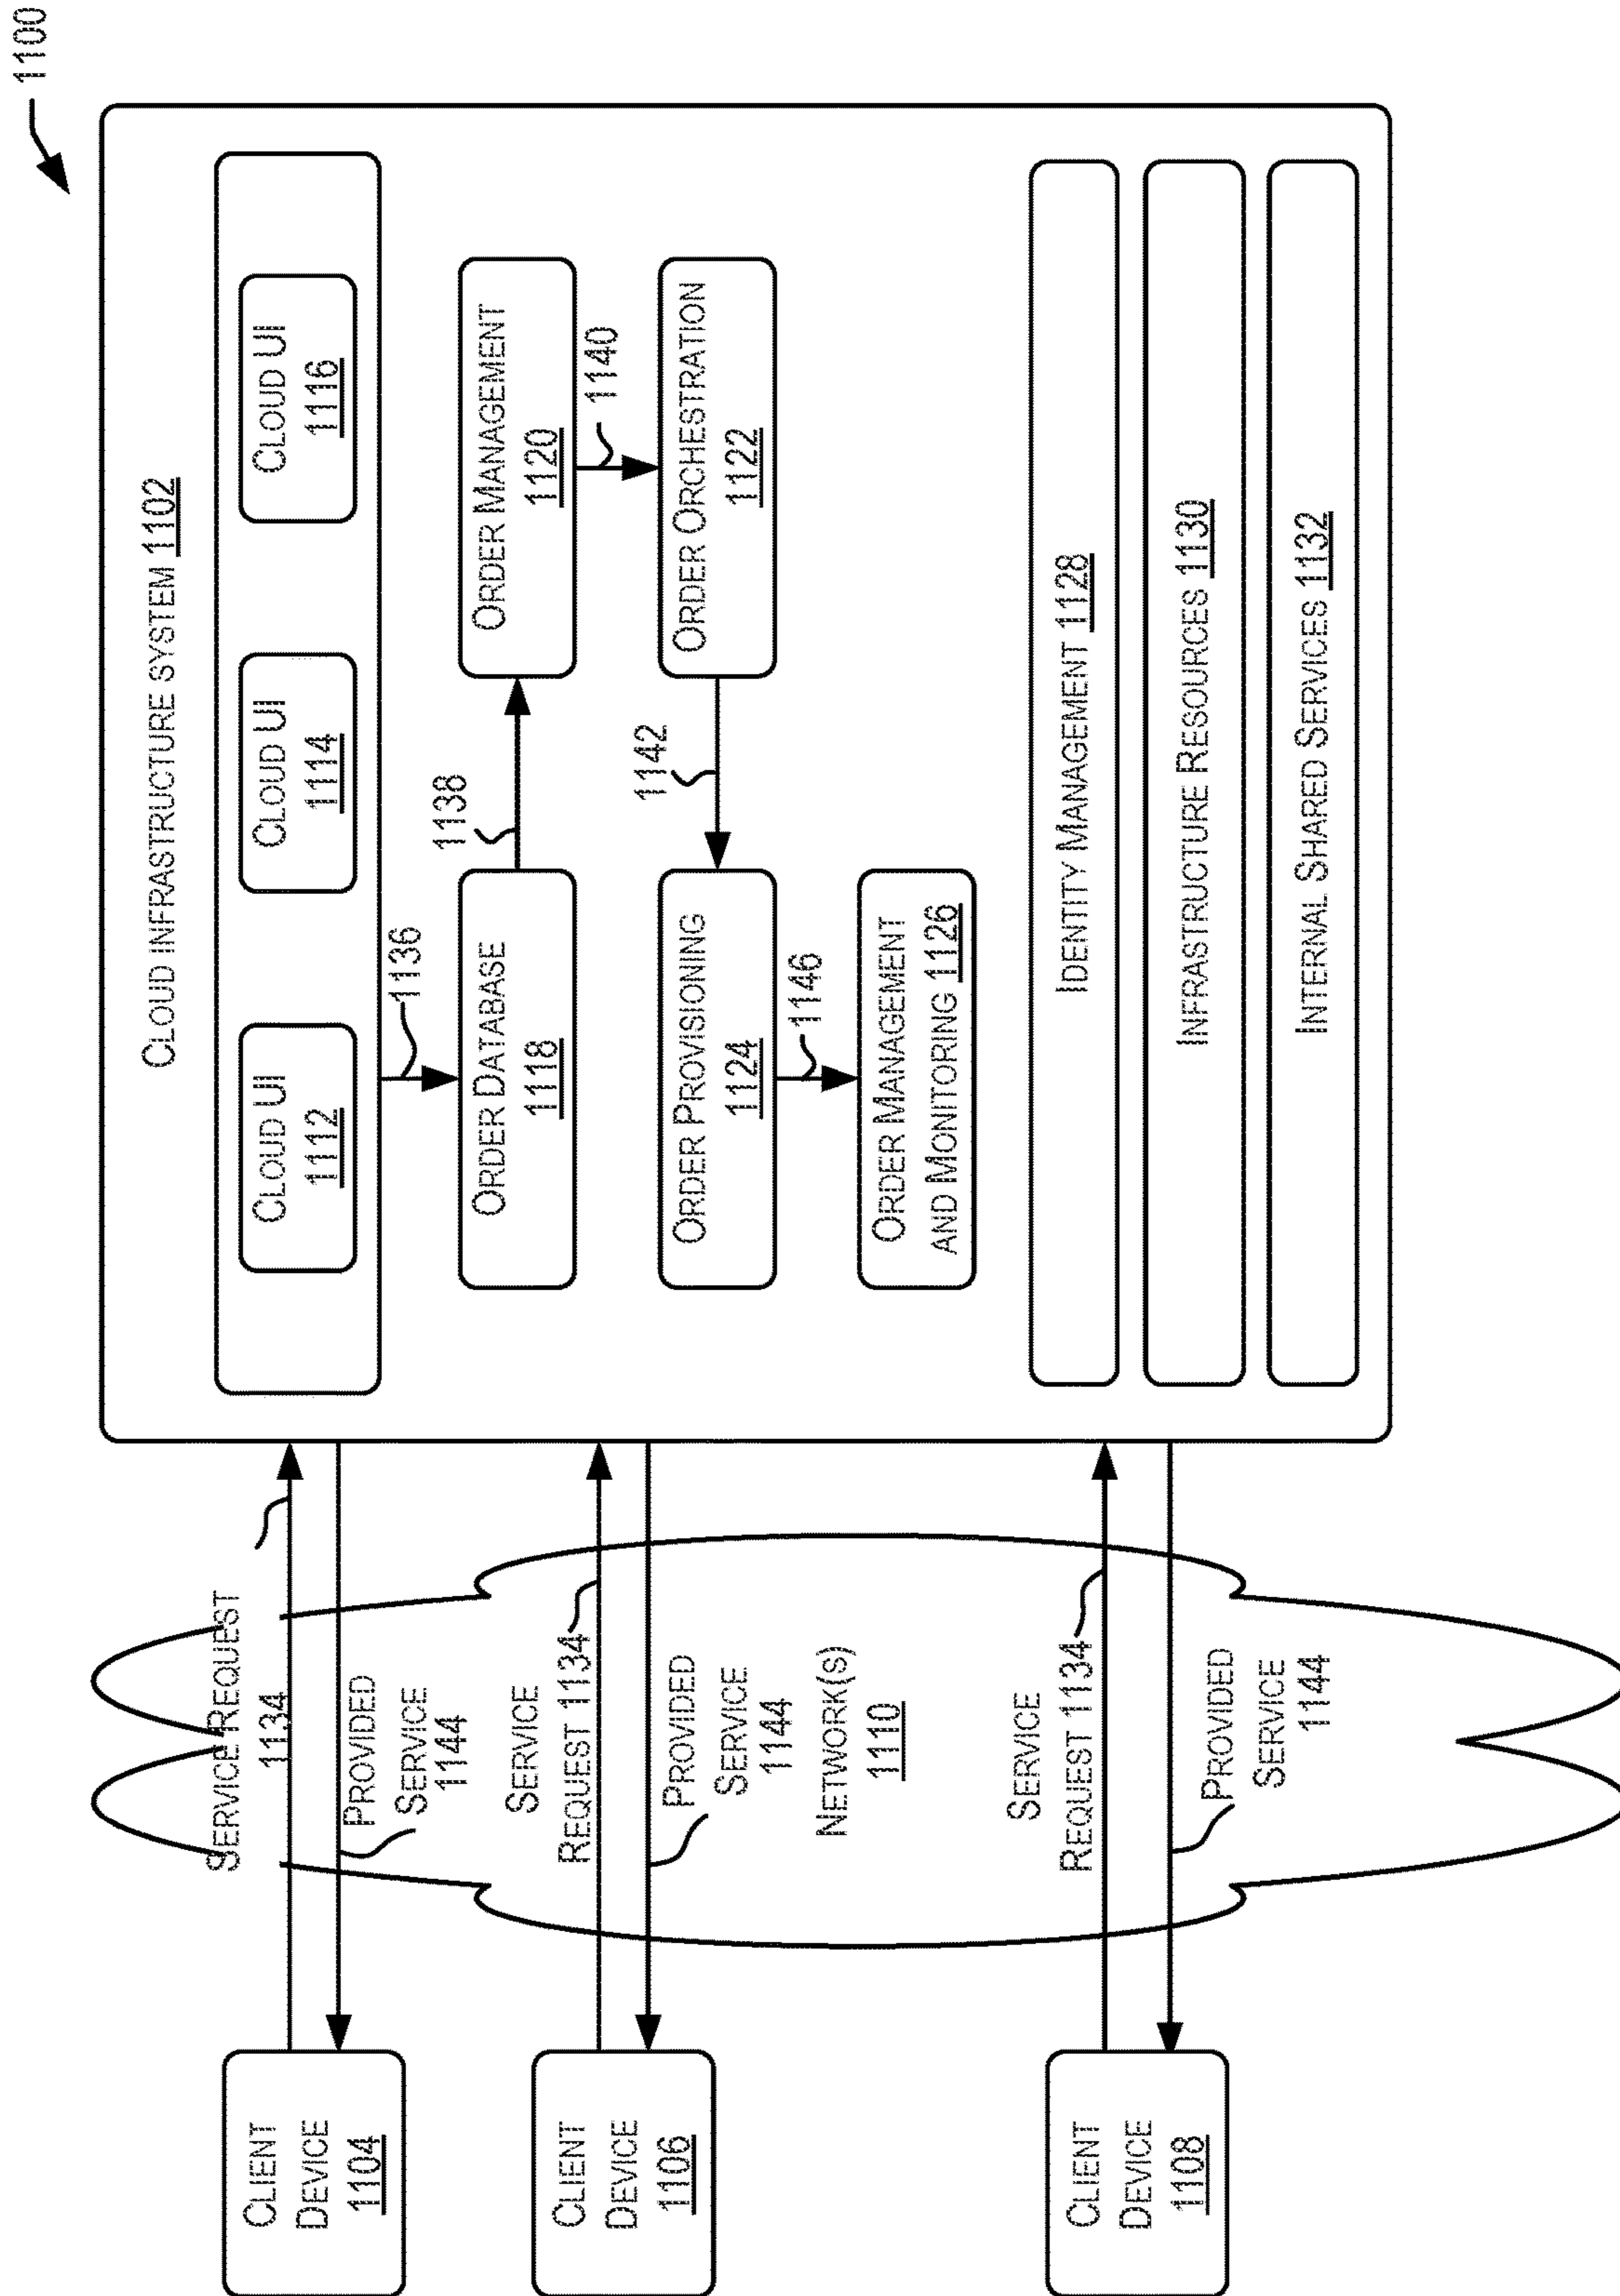 1100
CLOUD INFRASTRUCTURE SYSTEM 1102
CLOUD UI
1112
CLOUD UI
1114
CLOUD UI
1116
1136
ORDER DATABASE
1118
1138
ORDER MANAGEMENT
1120
1140
ORDER ORCHESTRATION
1122
1142
ORDER PROVISIONING
1124
1146
ORDER MANAGEMENT
AND MONITORING 1126
IDENTITY MANAGEMENT 1128
INFRASTRUCTURE RESOURCES 1130
INTERNAL SHARED SERVICES 1132
SERVICE REQUEST
1134
PROVIDED
SERVICE
1144
SERVICE
REQUEST 1134
PROVIDED
SERVICE
1144
NETWORK(S)
1110
SERVICE
REQUEST 1134
PROVIDED
SERVICE
1144
CLIENT
DEVICE
1104
CLIENT
DEVICE
1106
CLIENT
DEVICE
1108